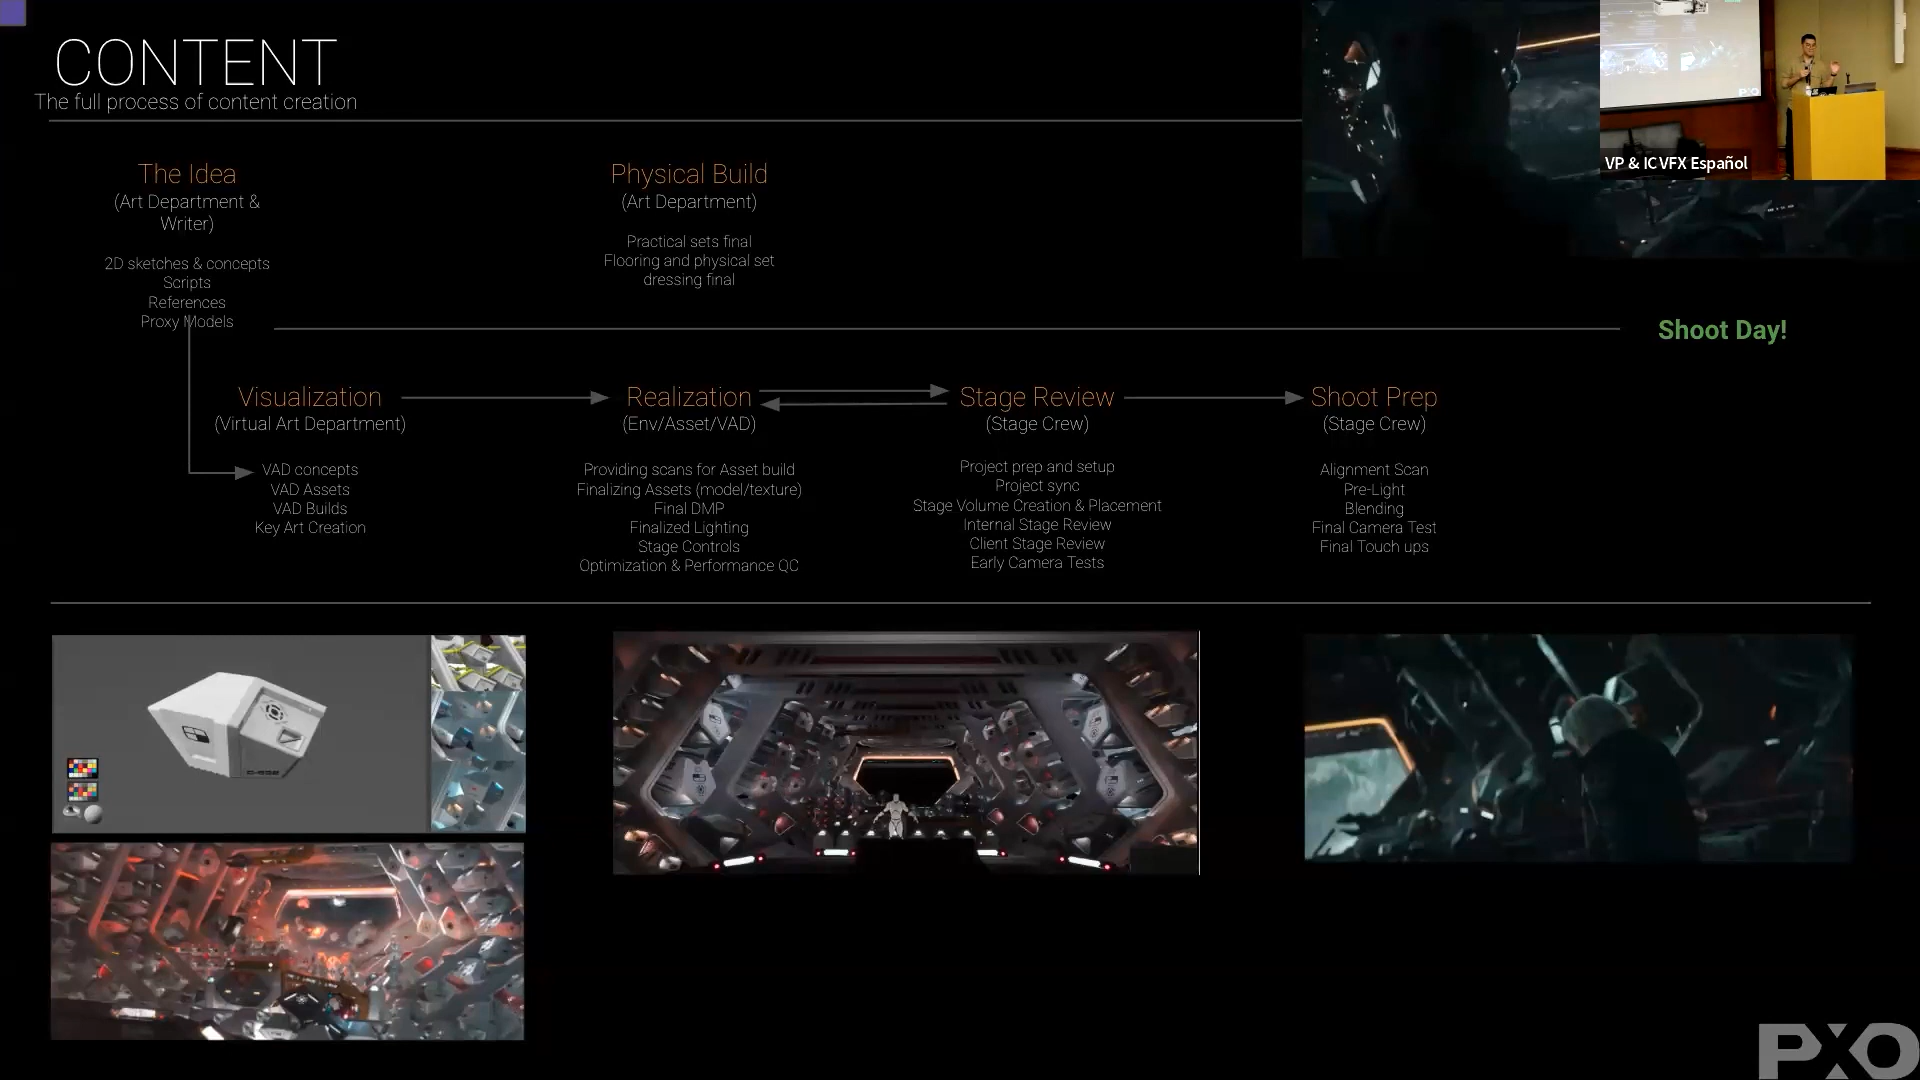 CONTENT
The full process of content creation
VP & ICVFX Español
The Idea
(Art Department &
Writer)
2D sketches & concepts
Scripts
References
Proxy Models
Physical Build
(Art Department)
Practical sets final
Flooring and physical set
dressing final
Shoot Day!
Visualization
(Virtual Art Department)
VAD concepts
VAD Assets
VAD Builds
Key Art Creation
Realization
(Env/Asset/VAD)
Providing scans for Asset build
Finalizing Assets (model/texture)
Final DMP
Finalized Lighting
Stage Controls
Optimization & Performance QC
Stage Review
(Stage Crew)
Project prep and setup
Project sync
Stage Volume Creation & Placement
Internal Stage Review
Client Stage Review
Early Camera Tests
Shoot Prep
(Stage Crew)
Alignment Scan
Pre-Light
Blending
Final Camera Test
Final Touch ups
PXO